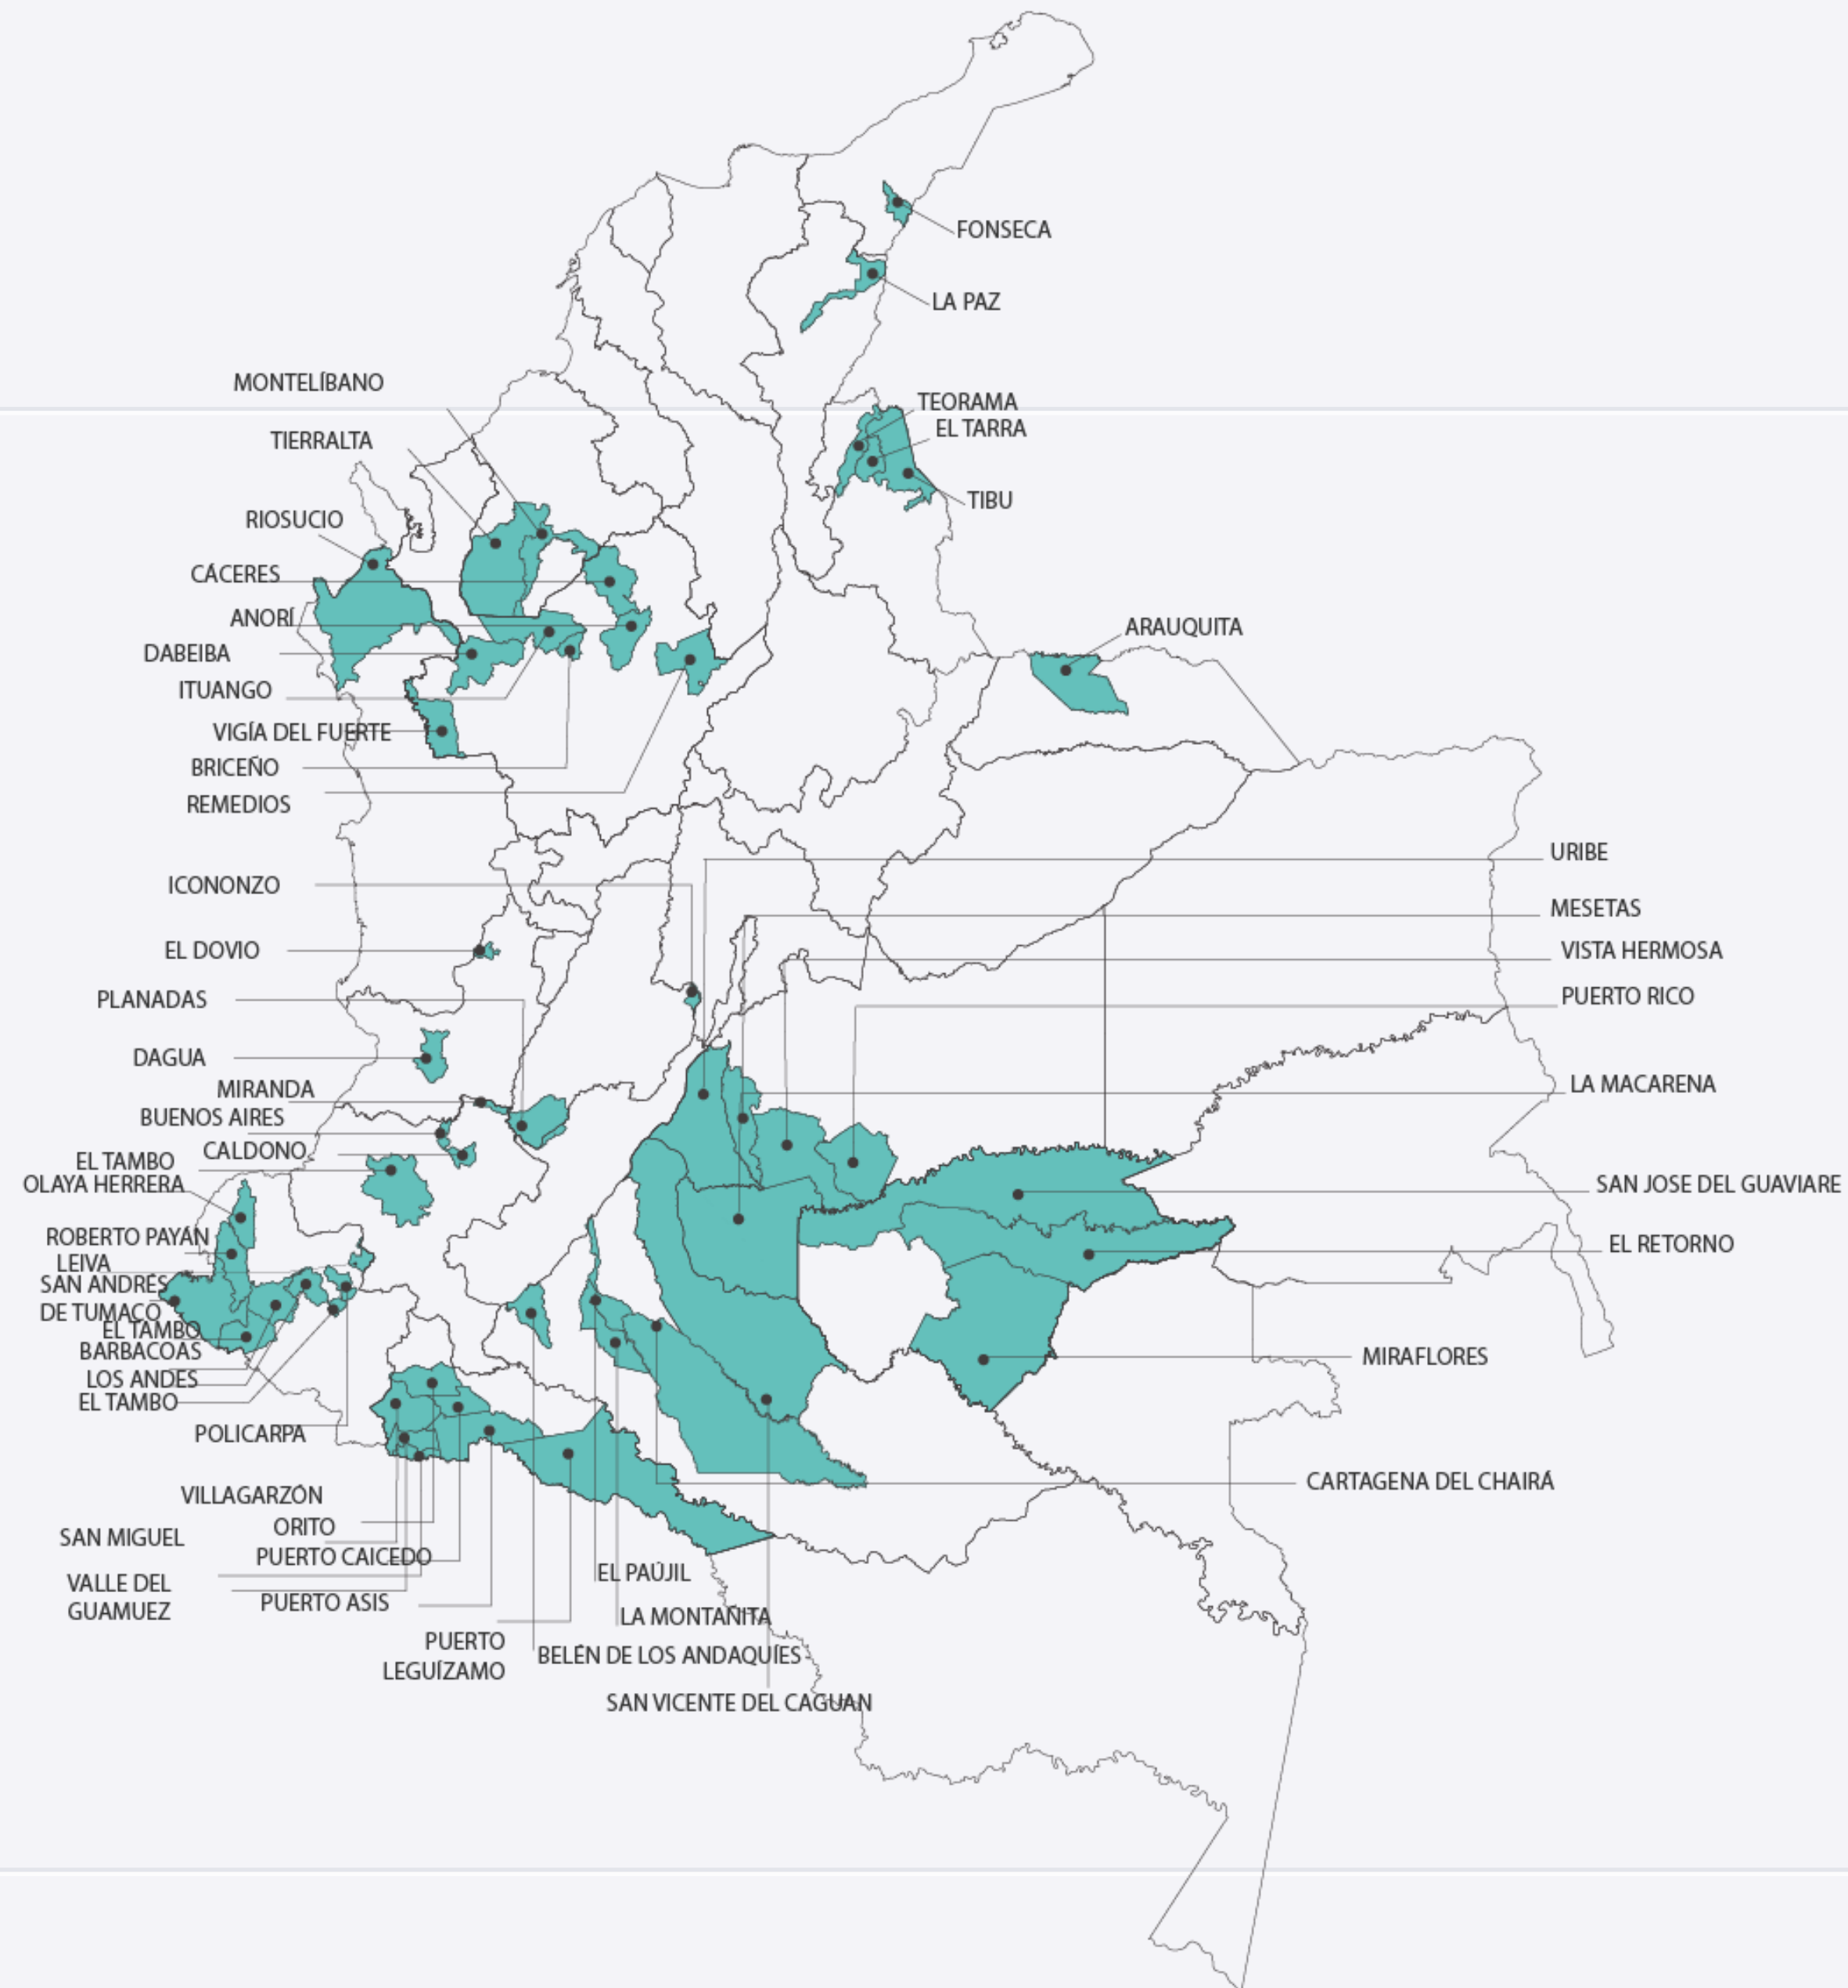 FONSECA
LA PAZ
MONTELÍBANO
TEORAMA
EL TARRA
TIERRALTA
TIBU
RIOSUCIO
CÁCERES
ANORÍ
ARAUQUITA
DABEIBA
ITUANGO
VIGÍA DEL FUERTE
BRICEÑO
REMEDIOS
URIBE
ICONONZO
MESETAS
EL DOVIO
VISTA HERMOSA
PLANADAS
PUERTO RICO
DAGUA
MIRANDA
LA MACARENA
BUENOS AIRES
CALDONO
EL TAMBO
OLAYA HERRERA
SAN JOSE DEL GUAVIARE
ROBERTO PAYÁN
EL RETORNO
LEIVA
SAN ANDRÉS
DE TUMACO
EL TAMBO
BARBACOAS
MIRAFLORES
LOS ANDES
EL TAMBO
POLICARPA
CARTAGENA DEL CHAIRÁ
VILLAGARZÓN
ORITO
SAN MIGUEL
PUERTO CAICEDO
EL PAÚJIL
VALLE DEL
GUAMUEZ
PUERTO ASIS
LA MONTAÑITA
PUERTO
LEGUÍZAMO
BELÉN DE LOS ANDAQUÍES
SAN VICENTE DEL CAGUAN